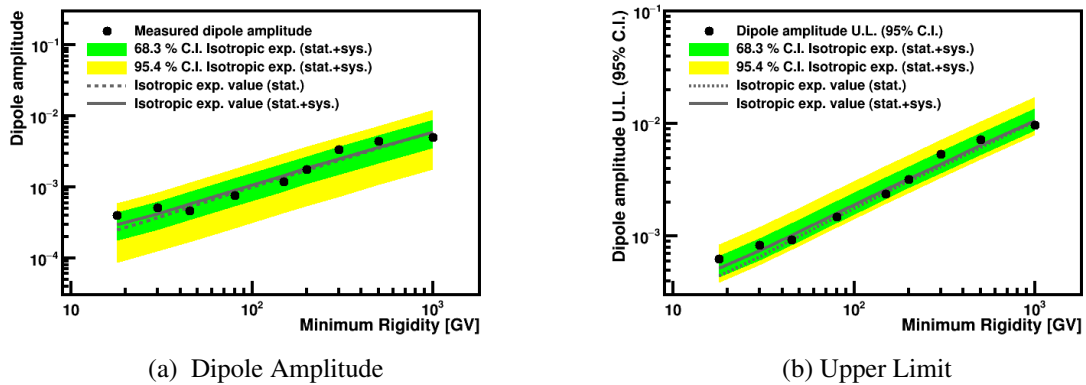 Dipole amplitude
10⁻¹
10⁻²
10⁻³
10⁻⁴
Measured dipole amplitude
68.3 % C.I. Isotropic exp. (stat.+sys.)
95.4 % C.I. Isotropic exp. (stat.+sys.)
Isotropic exp. value (stat.)
Isotropic exp. value (stat.+sys.)
10 10² 10³
Minimum Rigidity [GV]
(a) Dipole Amplitude
Dipole amplitude U.L. (95% C.I.)
10⁻¹
10⁻²
10⁻³
Dipole amplitude U.L. (95% C.I.)
68.3 % C.I. Isotropic exp. (stat.+sys.)
95.4 % C.I. Isotropic exp. (stat.+sys.)
Isotropic exp. value (stat.)
Isotropic exp. value (stat.+sys.)
10 10² 10³
Minimum Rigidity [GV]
(b) Upper Limit